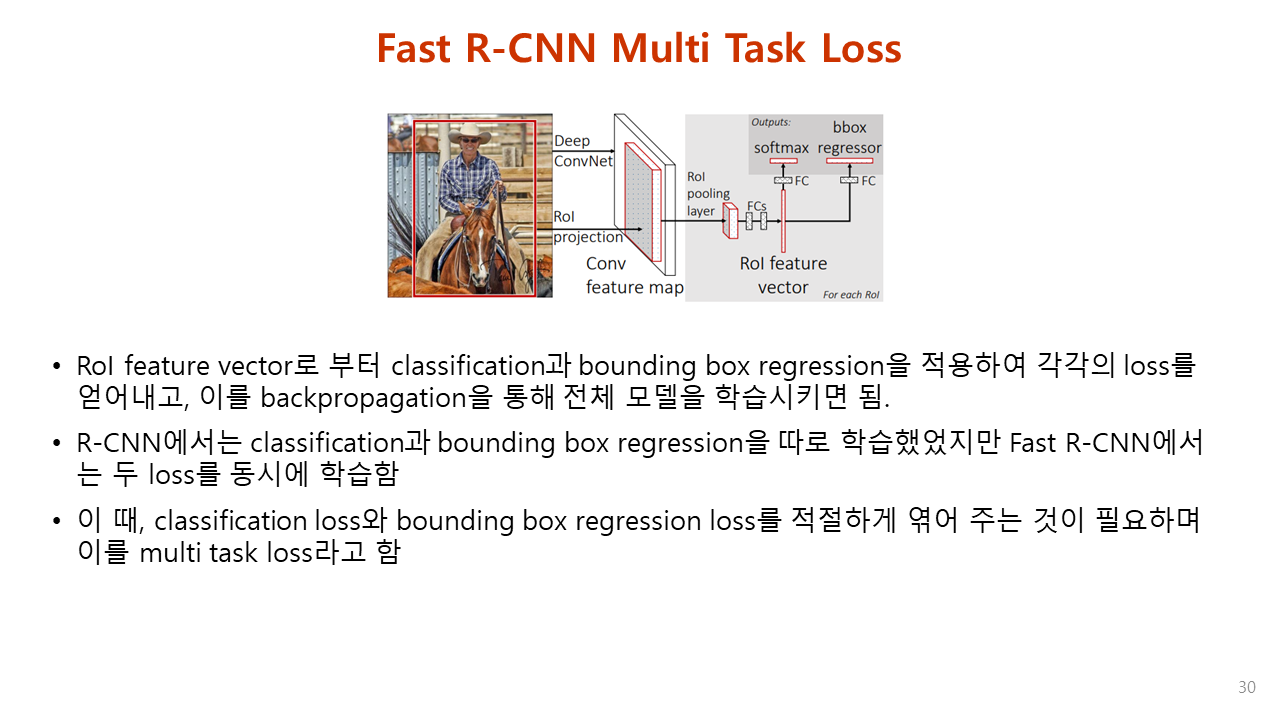 Fast R-CNN Multi Task Loss
Deep
ConvNet
RoI
projection
Conv
feature map
RoI
pooling
layer
FCs
Outputs:
softmax
bbox
regressor
FC
FC
RoI feature
vector
For each RoI
• RoI feature vector로 부터 classification과 bounding box regression을 적용하여 각각의 loss를
얻어내고, 이를 backpropagation을 통해 전체 모델을 학습시키면 됨.
• R-CNN에서는 classification과 bounding box regression을 따로 학습했었지만 Fast R-CNN에서
는 두 loss를 동시에 학습함
• 이 때, classification loss와 bounding box regression loss를 적절하게 엮어 주는 것이 필요하며
이를 multi task loss라고 함
30